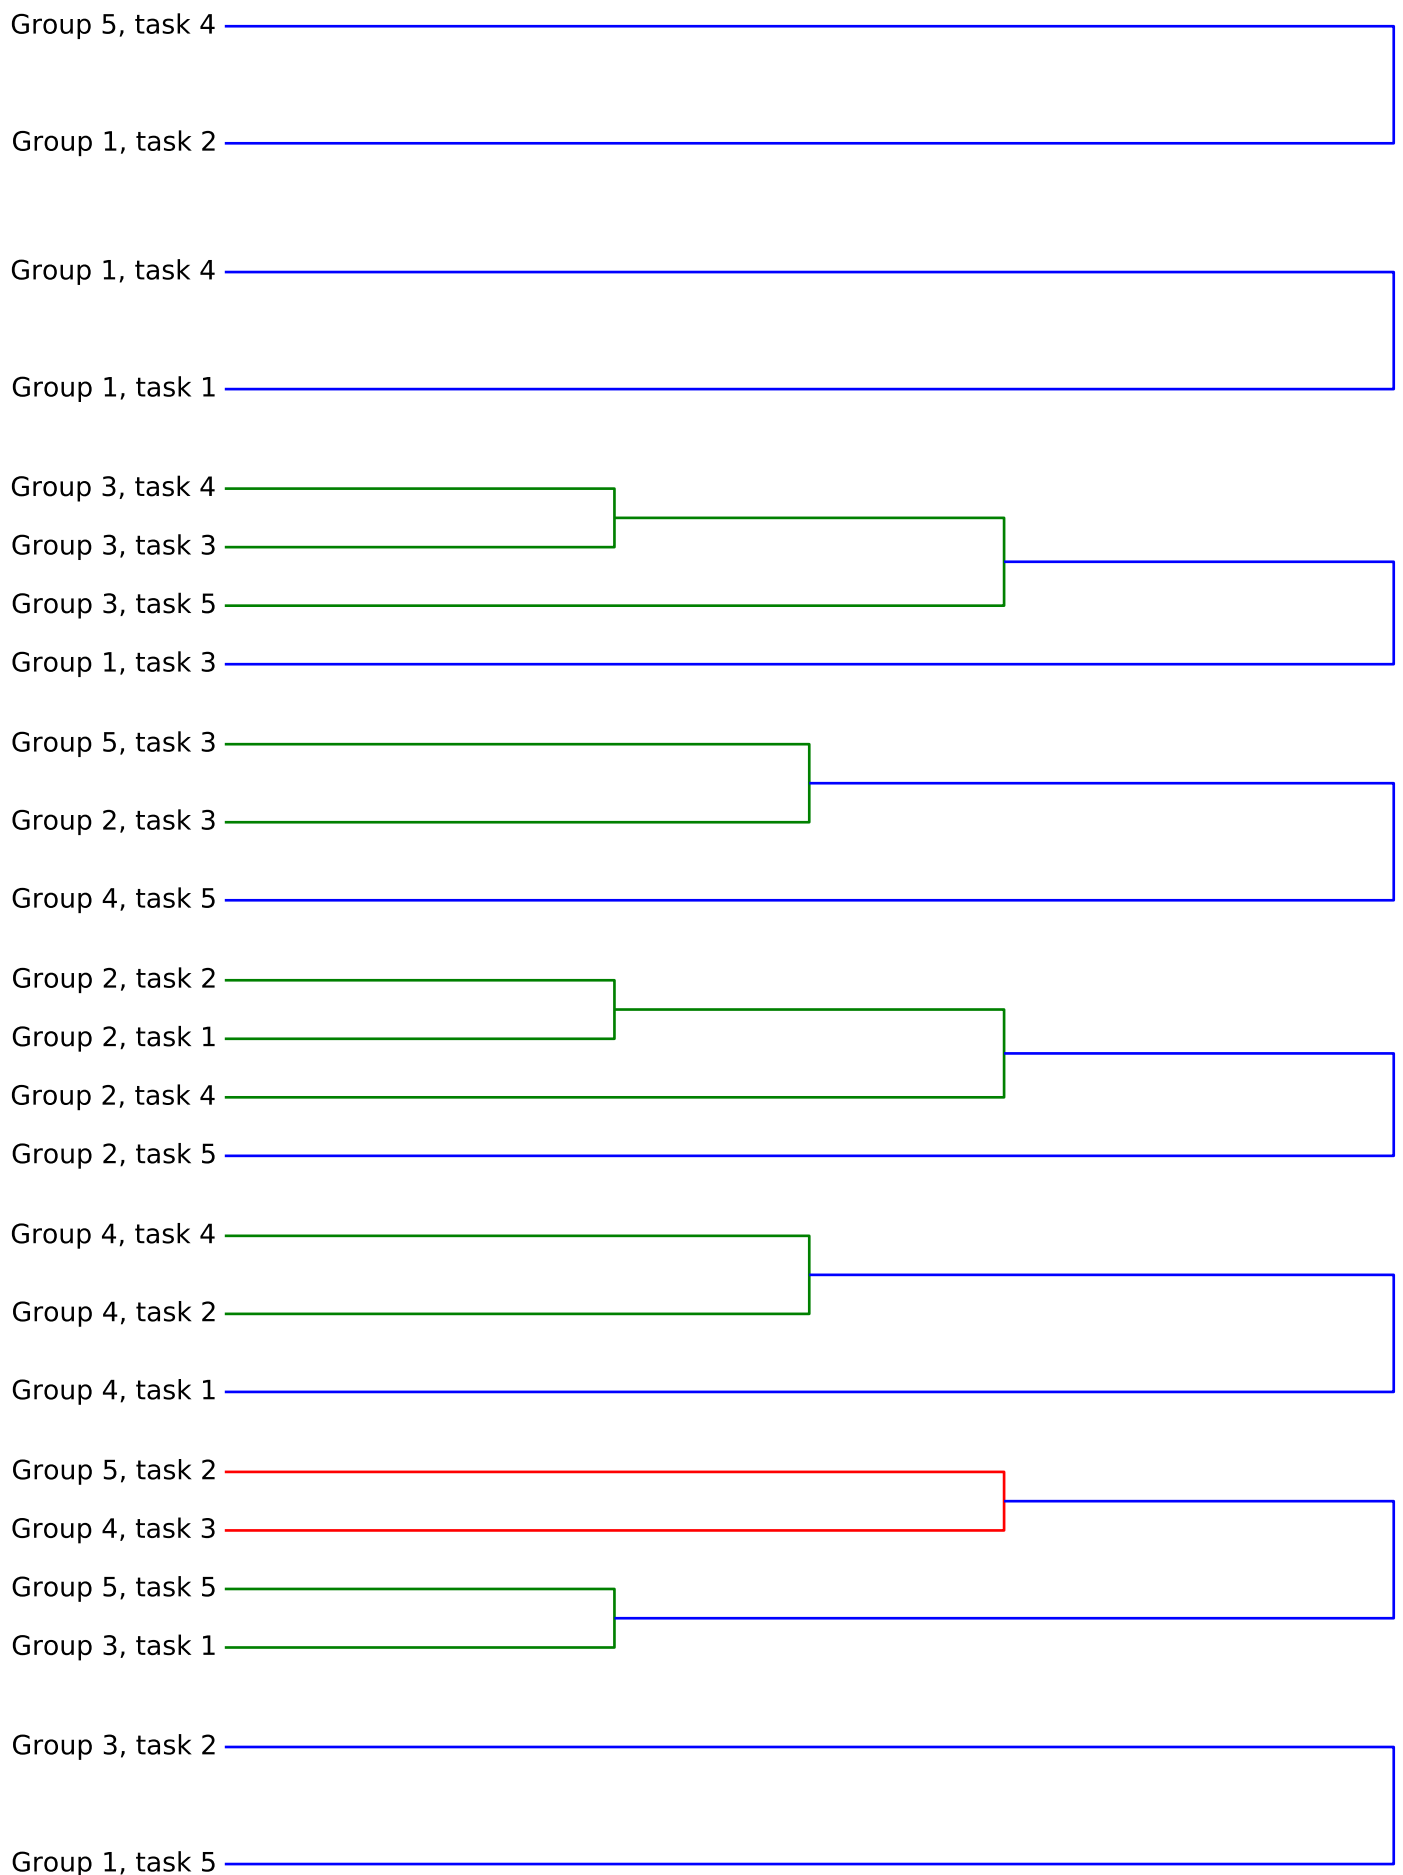 Group 5, task 4
Group 1, task 2
Group 1, task 4
Group 1, task 1
Group 3, task 4
Group 3, task 3
Group 3, task 5
Group 1, task 3
Group 5, task 3
Group 2, task 3
Group 4, task 5
Group 2, task 2
Group 2, task 1
Group 2, task 4
Group 2, task 5
Group 4, task 4
Group 4, task 2
Group 4, task 1
Group 5, task 2
Group 4, task 3
Group 5, task 5
Group 3, task 1
Group 3, task 2
Group 1, task 5